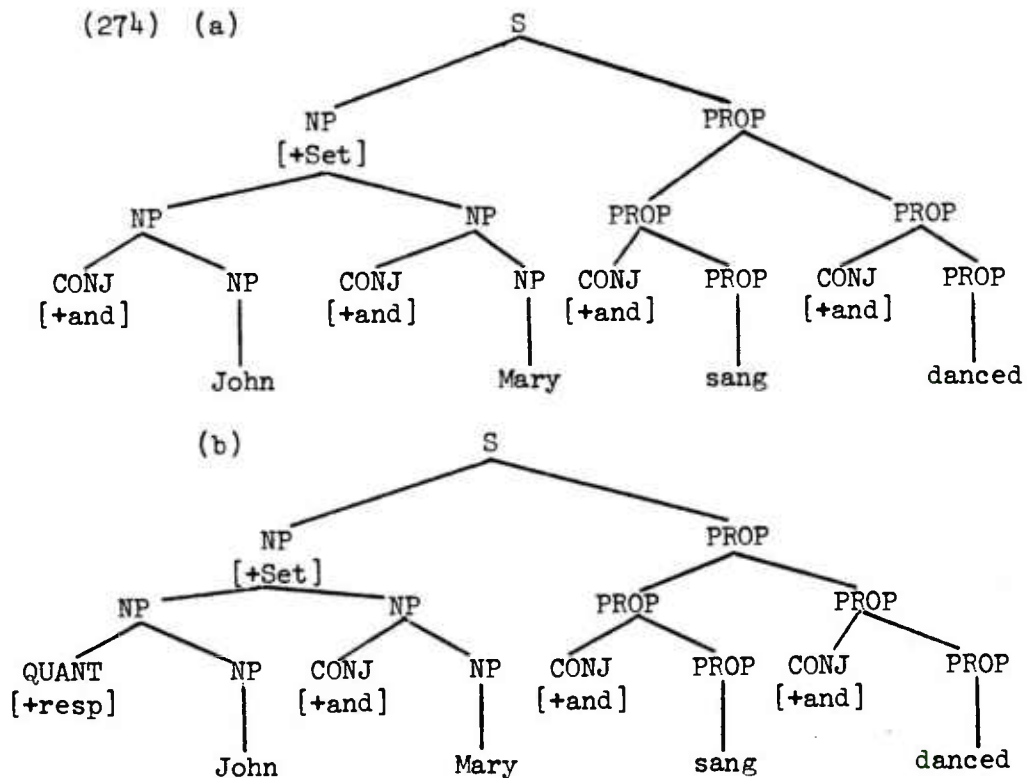 (274) (a) S
NP PROP
[+Set]
NP NP PROP PROP
CONJ NP CONJ NP CONJ PROP CONJ PROP
[+and] [+and] [+and] [+and]
John Mary sang danced
(b) S
NP PROP
[+Set]
NP NP PROP PROP
QUANT NP CONJ NP CONJ PROP CONJ PROP
[+resp] [+and] [+and] [+and]
John Mary sang danced